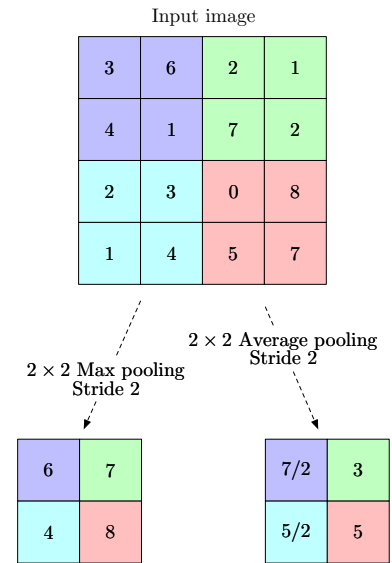 Input image
3 6 2 1
4 1 7 2
2 3 0 8
1 4 5 7
2 × 2 Max pooling
Stride 2
2 × 2 Average pooling
Stride 2
6 7
4 8
7/2 3
5/2 5